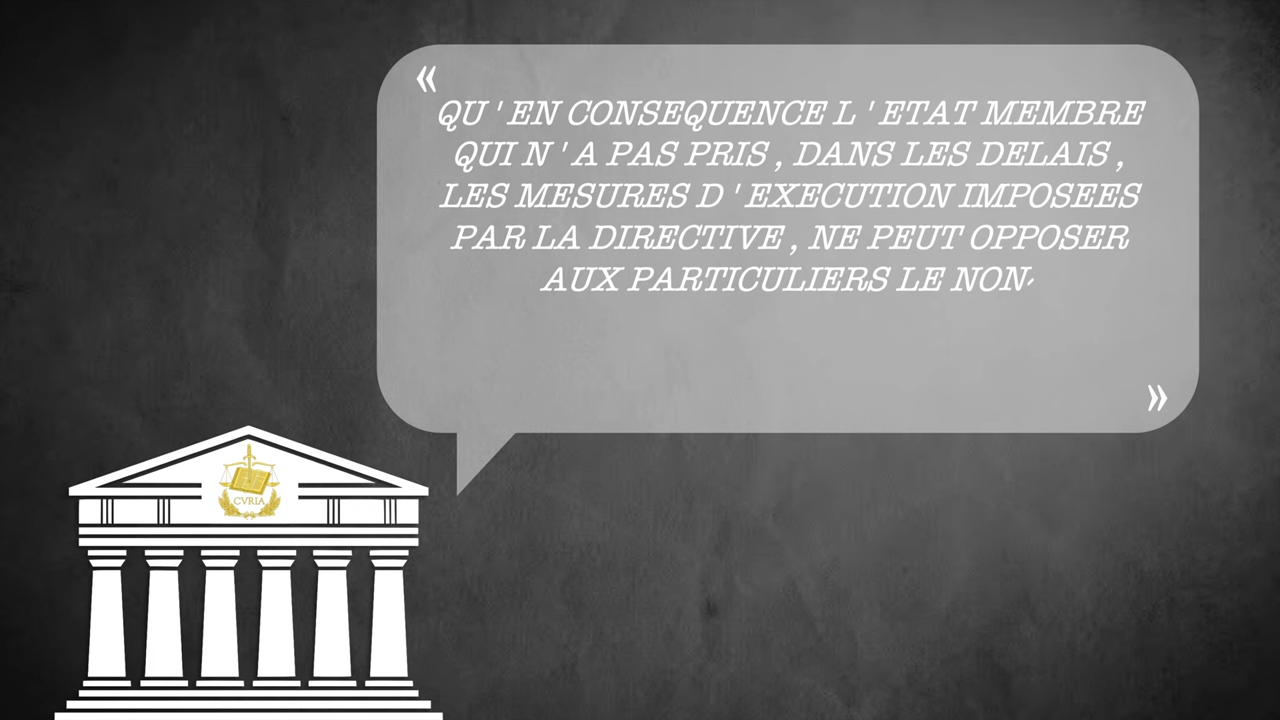 «
QU ' EN CONSEQUENCE L ' ETAT MEMBRE
QUI N ' A PAS PRIS , DANS LES DELAIS ,
LES MESURES D ' EXECUTION IMPOSEES
PAR LA DIRECTIVE , NE PEUT OPPOSER
AUX PARTICULIERS LE NON-
»
CVRIA